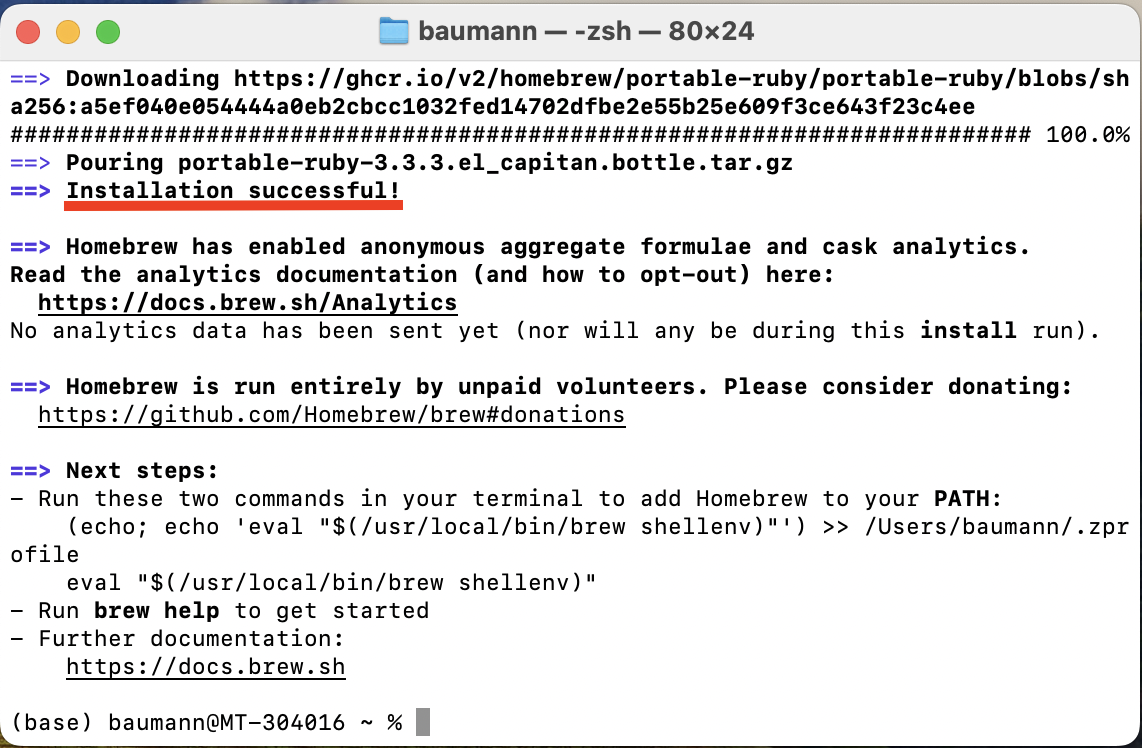 baumann — -zsh — 80×24
==> Downloading https://ghcr.io/v2/homebrew/portable-ruby/portable-ruby/blobs/sh
a256:a5ef040e054444a0eb2cbcc1032fed14702dfbe2e55b25e609f3ce643f23c4ee
######################################################################### 100.0%
==> Pouring portable-ruby-3.3.3.el_capitan.bottle.tar.gz
==> Installation successful!
==> Homebrew has enabled anonymous aggregate formulae and cask analytics.
Read the analytics documentation (and how to opt-out) here:
  https://docs.brew.sh/Analytics
No analytics data has been sent yet (nor will any be during this install run).
==> Homebrew is run entirely by unpaid volunteers. Please consider donating:
  https://github.com/Homebrew/brew#donations
==> Next steps:
- Run these two commands in your terminal to add Homebrew to your PATH:
    (echo; echo 'eval "$(/usr/local/bin/brew shellenv)"') >> /Users/baumann/.zpr
ofile
    eval "$(/usr/local/bin/brew shellenv)"
- Run brew help to get started
- Further documentation:
    https://docs.brew.sh
(base) baumann@MT-304016 ~ %